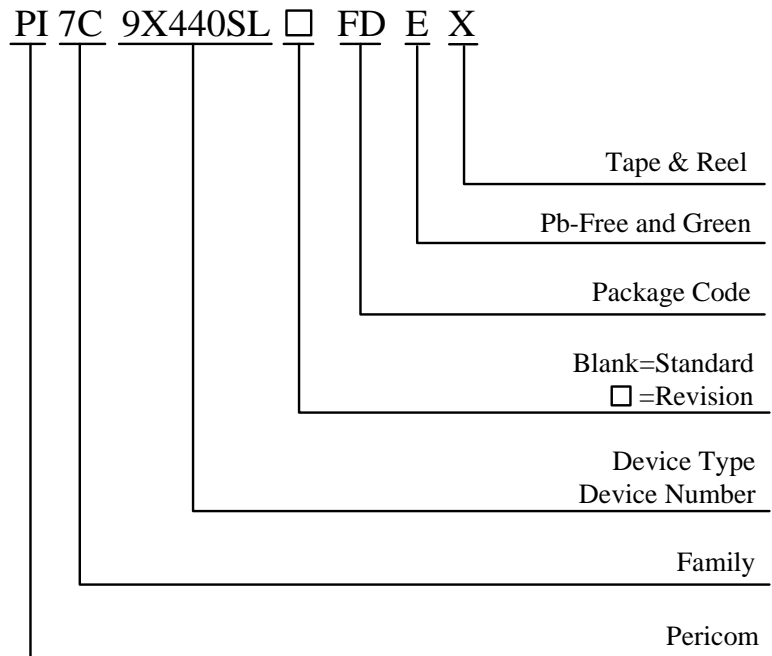 PI 7C 9X440SL □ FD E X
Tape & Reel
Pb-Free and Green
Package Code
Blank=Standard
□ =Revision
Device Type
Device Number
Family
Pericom